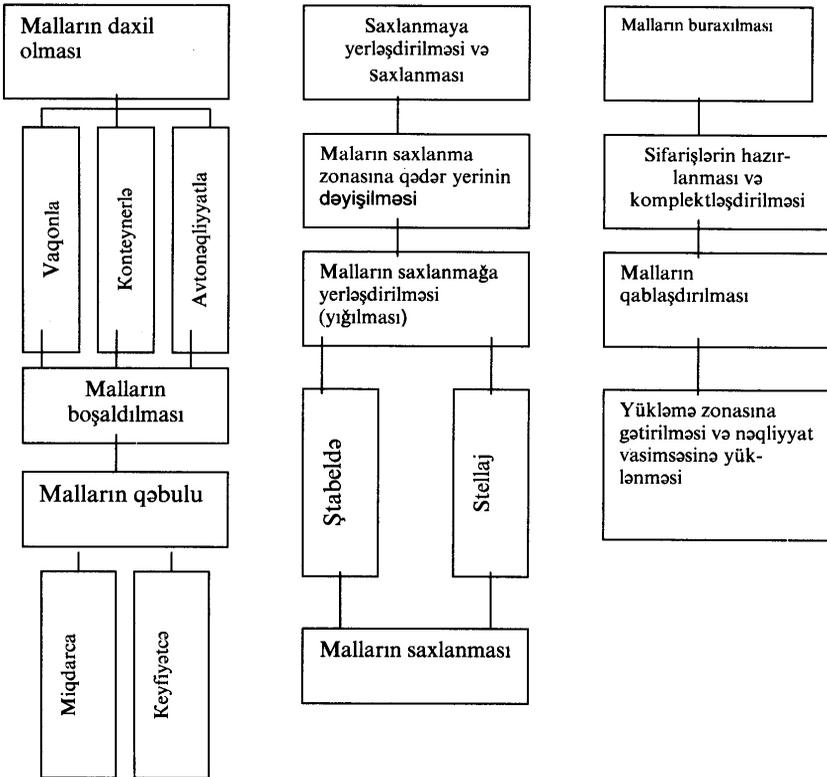 Malların daxil
olması
Vaqonla
Konteynerlə
Avtonəqliyyatla
Malların
boşaldılması
Malların qəbulu
Miqdarca
Keyfiyətcə
Saxlanmaya
yerləşdirilməsi və
saxlanması
Maların saxlanma
zonasına qədər yerinin
dəyişilməsi
Malların saxlanmağa
yerləşdirilməsi
(yığılması)
Ştabeldə
Stellaj
Malların saxlanması
Malların buraxılması
Sifarişlərin hazır-
lanması və
komplektləşdirilməsi
Malların
qablaşdırılması
Yükləmə zonasına
gətirilməsi və nəqliyyat
vasimsəsinə yük-
lənməsi